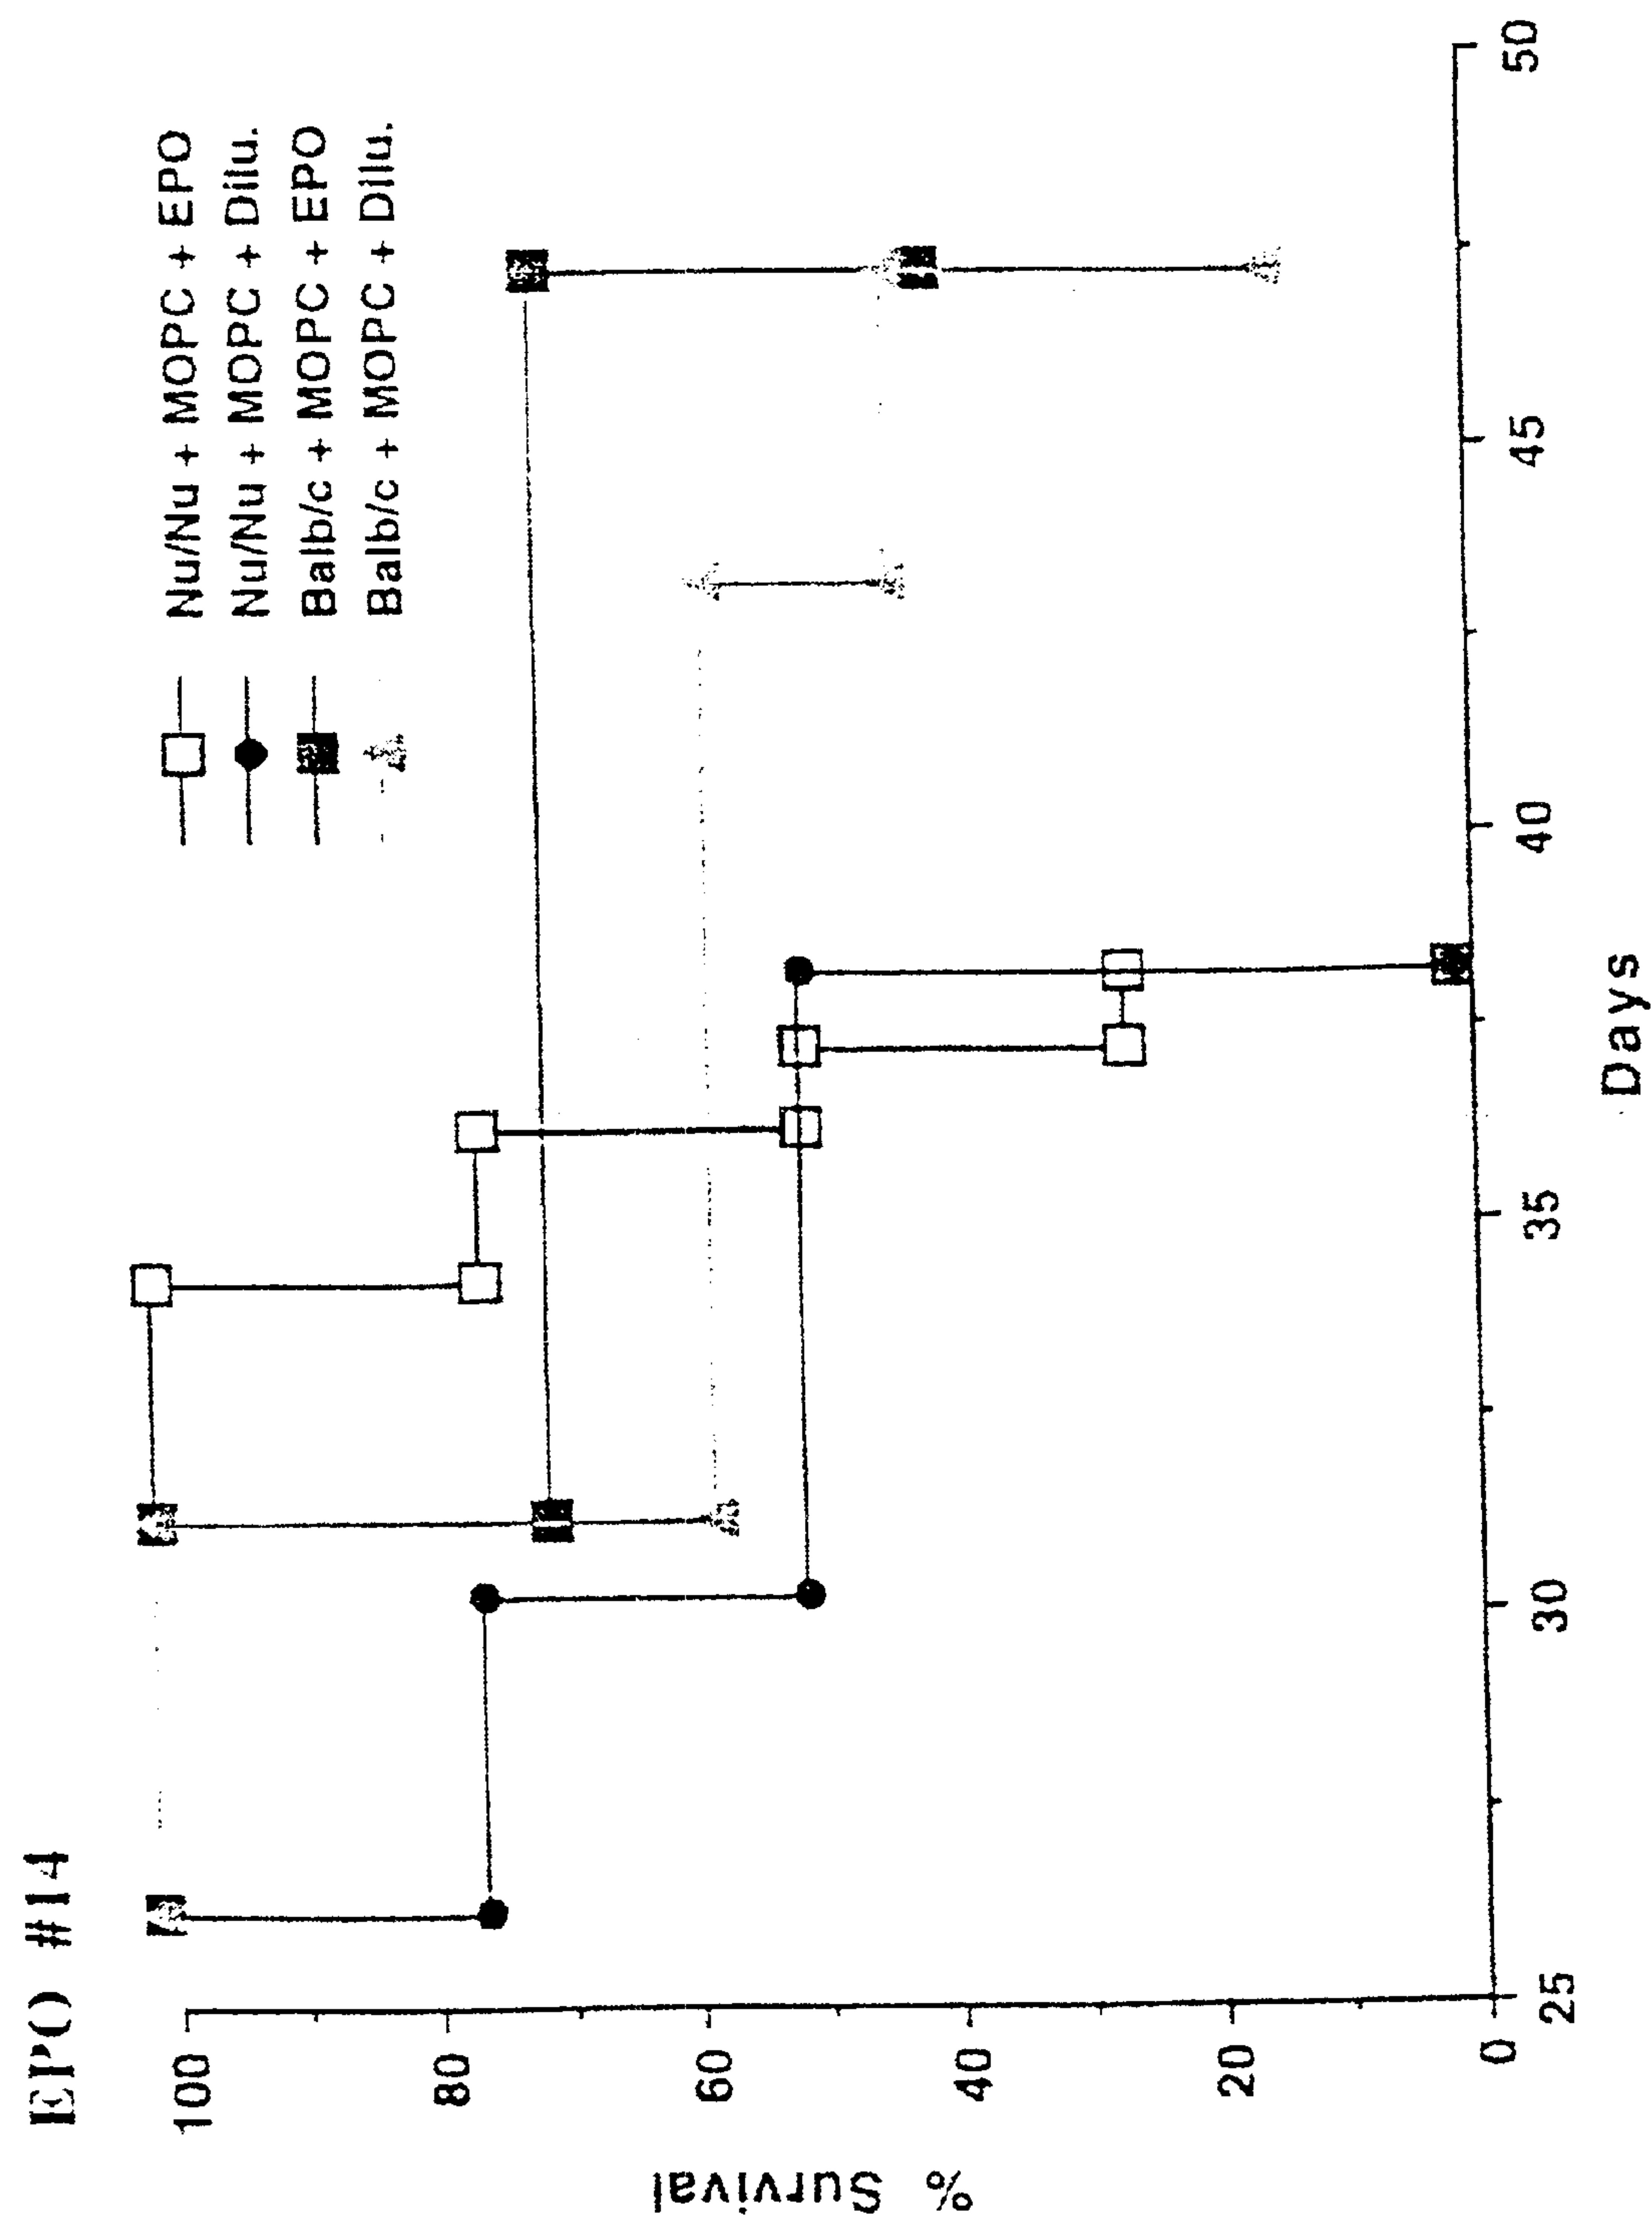 EPO #14
Nu/Nu + MOPC + EPO
Nu/Nu + MOPC + Dilu.
Balb/c + MOPC + EPO
Balb/c + MOPC + Dilu.
% Survival
100
80
60
40
20
0
25
30
35
40
45
50
Days